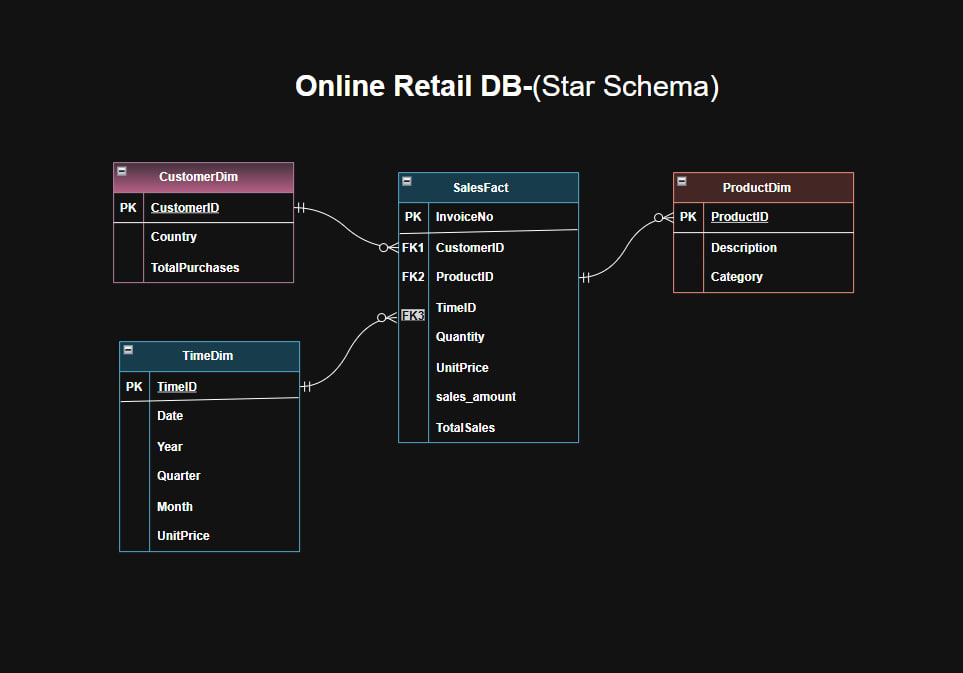 Online Retail DB-(Star Schema)
CustomerDim
PK CustomerID
Country
TotalPurchases
SalesFact
PK InvoiceNo
FK1 CustomerID
FK2 ProductID
FK3 TimeID
Quantity
UnitPrice
sales_amount
TotalSales
ProductDim
PK ProductID
Description
Category
TimeDim
PK TimeID
Date
Year
Quarter
Month
UnitPrice